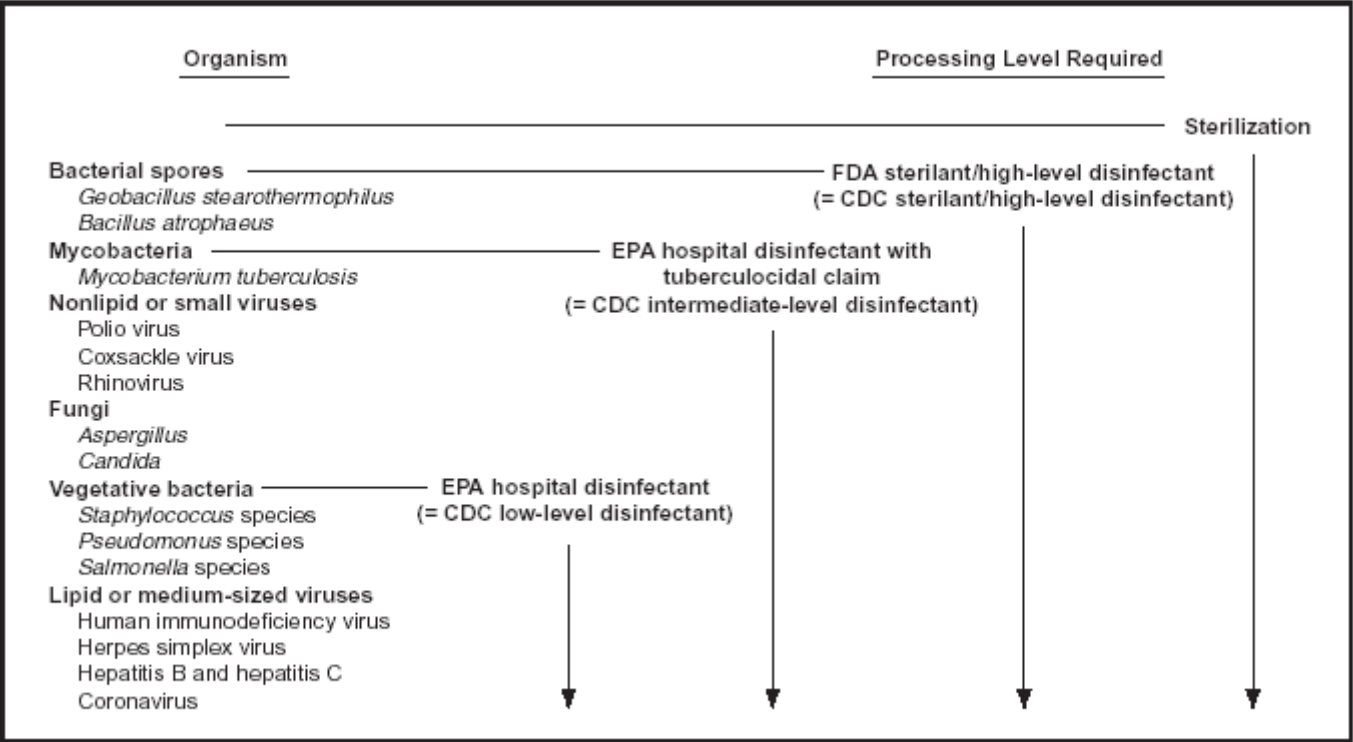 Organism
Processing Level Required
Sterilization
Bacterial spores
FDA sterilant/high-level disinfectant
Geobacillus stearothermophilus
(= CDC sterilant/high-level disinfectant)
Bacillus atrophaeus
Mycobacteria
EPA hospital disinfectant with
Mycobacterium tuberculosis
tuberculocidal claim
Nonlipid or small viruses
(= CDC intermediate-level disinfectant)
Polio virus
Coxsackle virus
Rhinovirus
Fungi
Aspergillus
Candida
Vegetative bacteria
EPA hospital disinfectant
Staphylococcus species
(= CDC low-level disinfectant)
Pseudomonus species
Salmonella species
Lipid or medium-sized viruses
Human immunodeficiency virus
Herpes simplex virus
Hepatitis B and hepatitis C
Coronavirus